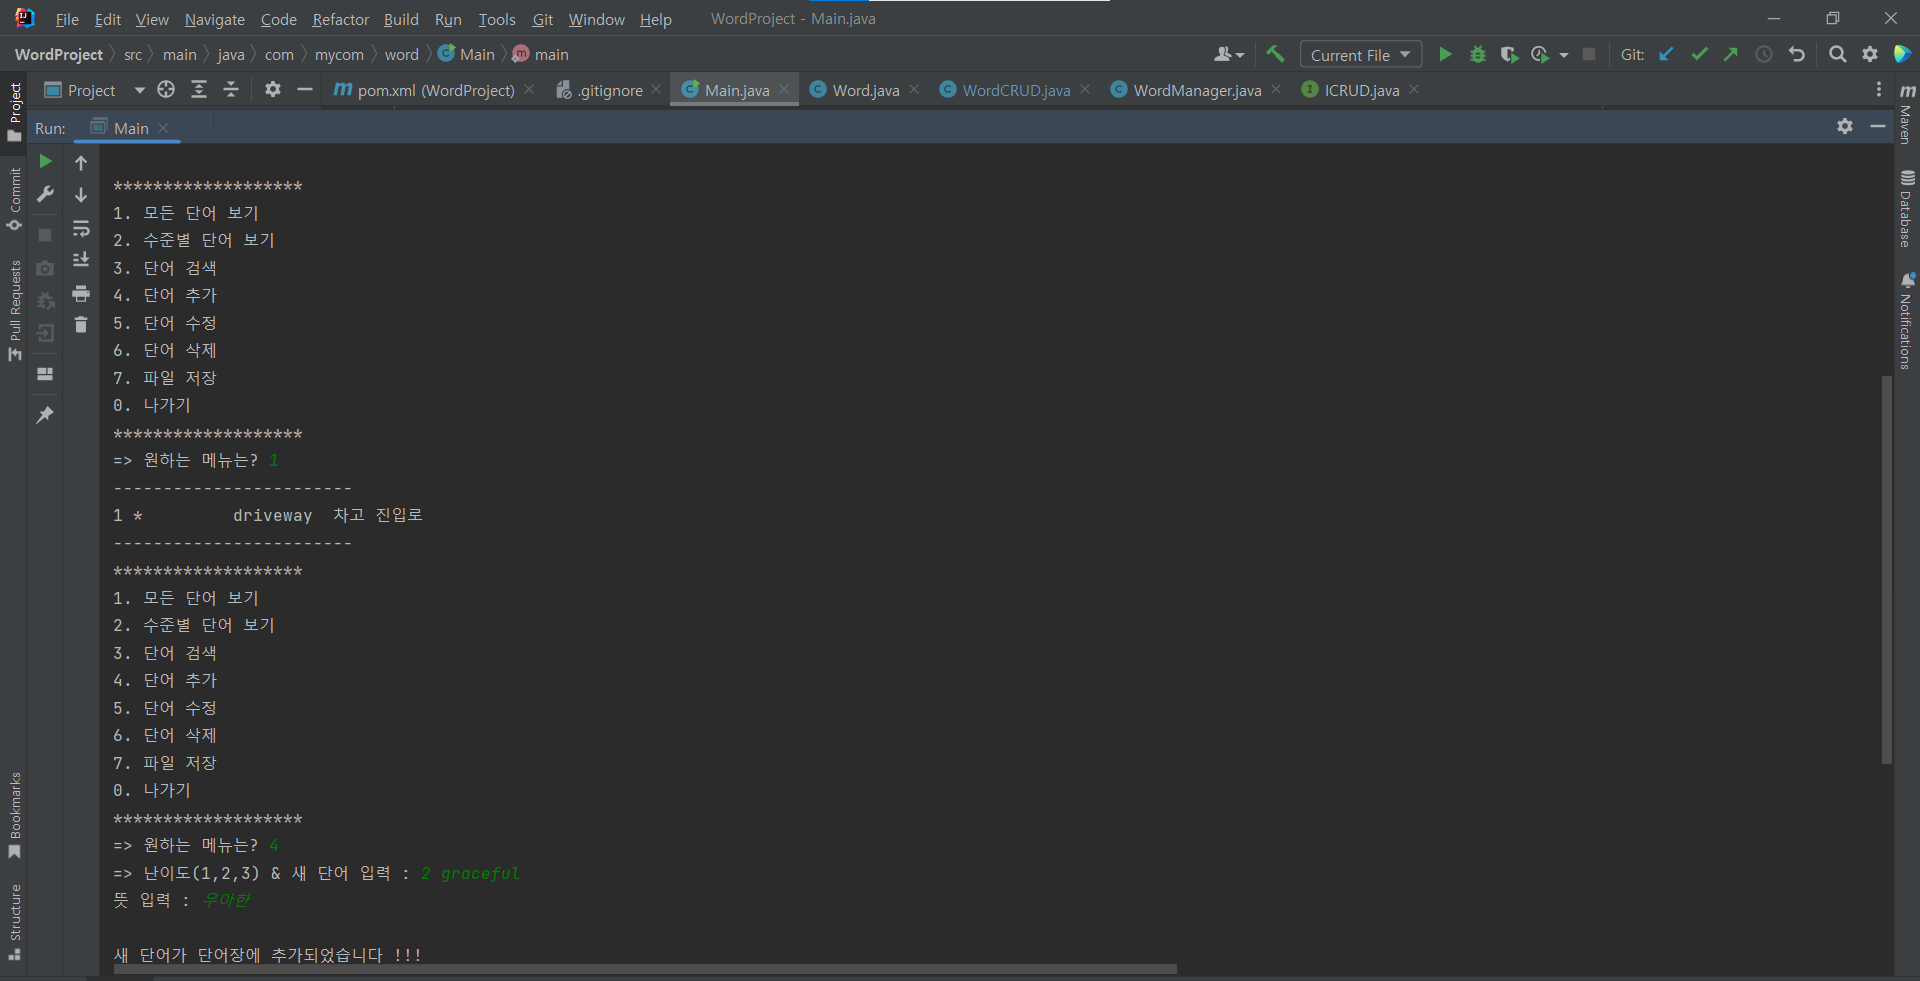 File Edit View Navigate Code Refactor Build Run Tools Git Window Help WordProject - Main.java
WordProject src main java com mycom word Main main Current File Git:
Project pom.xml (WordProject) .gitignore Main.java Word.java WordCRUD.java WordManager.java ICRUD.java
Run: Main
Project
Commit
Pull Requests
Bookmarks
Structure
*******************
1. 모든 단어 보기
2. 수준별 단어 보기
3. 단어 검색
4. 단어 추가
5. 단어 수정
6. 단어 삭제
7. 파일 저장
0. 나가기
*******************
=> 원하는 메뉴는? 1
------------------------
1 *         driveway  차고 진입로
------------------------
*******************
1. 모든 단어 보기
2. 수준별 단어 보기
3. 단어 검색
4. 단어 추가
5. 단어 수정
6. 단어 삭제
7. 파일 저장
0. 나가기
*******************
=> 원하는 메뉴는? 4
=> 난이도(1,2,3) & 새 단어 입력 : 2 graceful
뜻 입력 : 우아한
새 단어가 단어장에 추가되었습니다 !!!
Maven
Database
Notifications